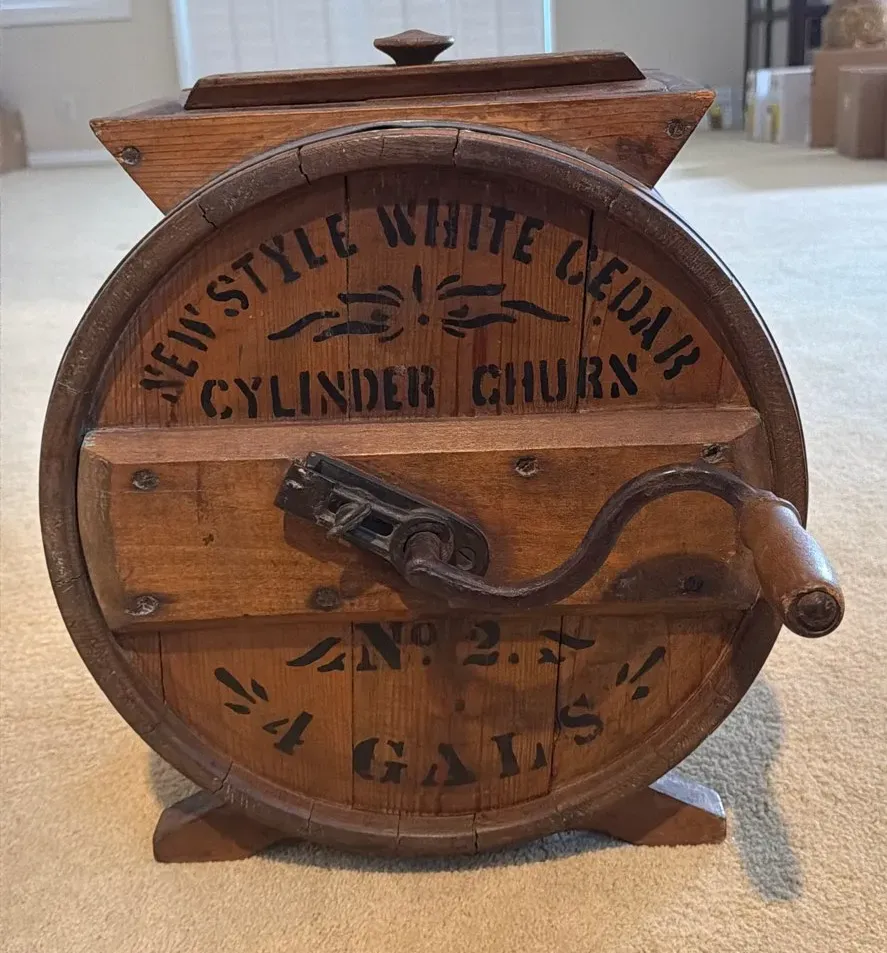 NEW STYLE WHITE CEDAR
CYLINDER CHURN
Nº 2.
4 GALS